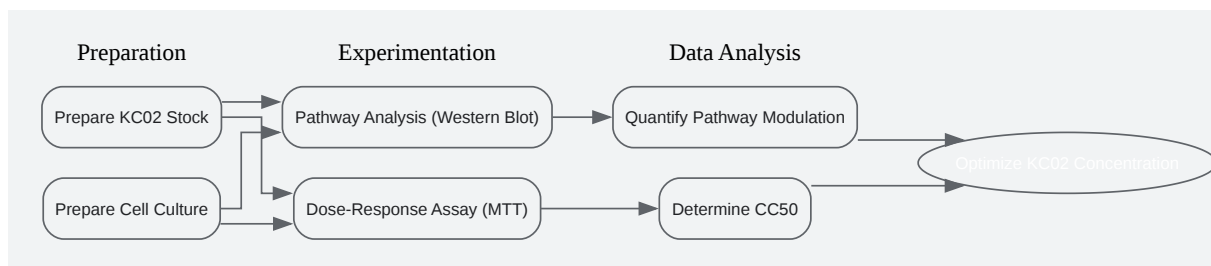 Preparation
Experimentation
Data Analysis
Prepare KC02 Stock
Pathway Analysis (Western Blot)
Quantify Pathway Modulation
Optimize KC02 Concentration
Prepare Cell Culture
Dose-Response Assay (MTT)
Determine CC50